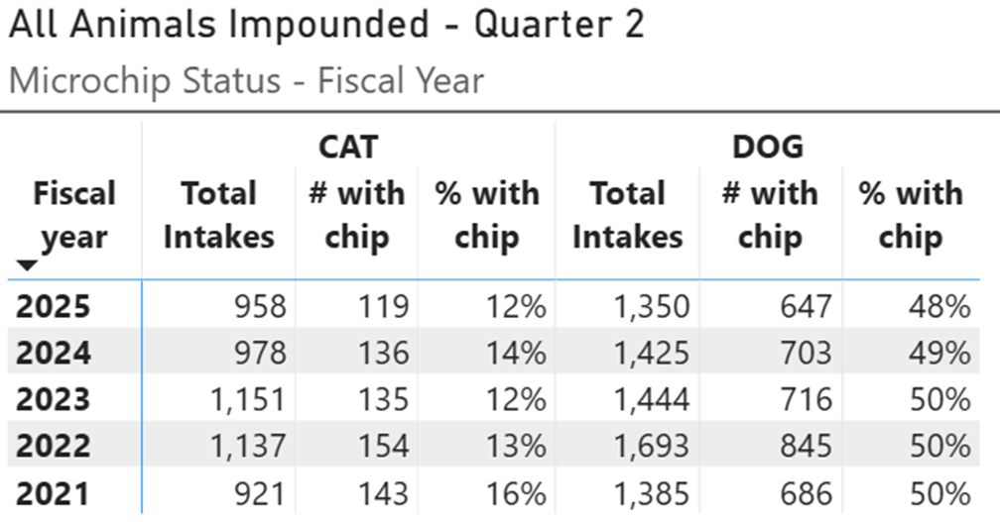 All Animals Impounded - Quarter 2
Microchip Status - Fiscal Year
CAT DOG
Fiscal year Total Intakes # with chip % with chip Total Intakes # with chip % with chip
2025 958 119 12% 1,350 647 48%
2024 978 136 14% 1,425 703 49%
2023 1,151 135 12% 1,444 716 50%
2022 1,137 154 13% 1,693 845 50%
2021 921 143 16% 1,385 686 50%